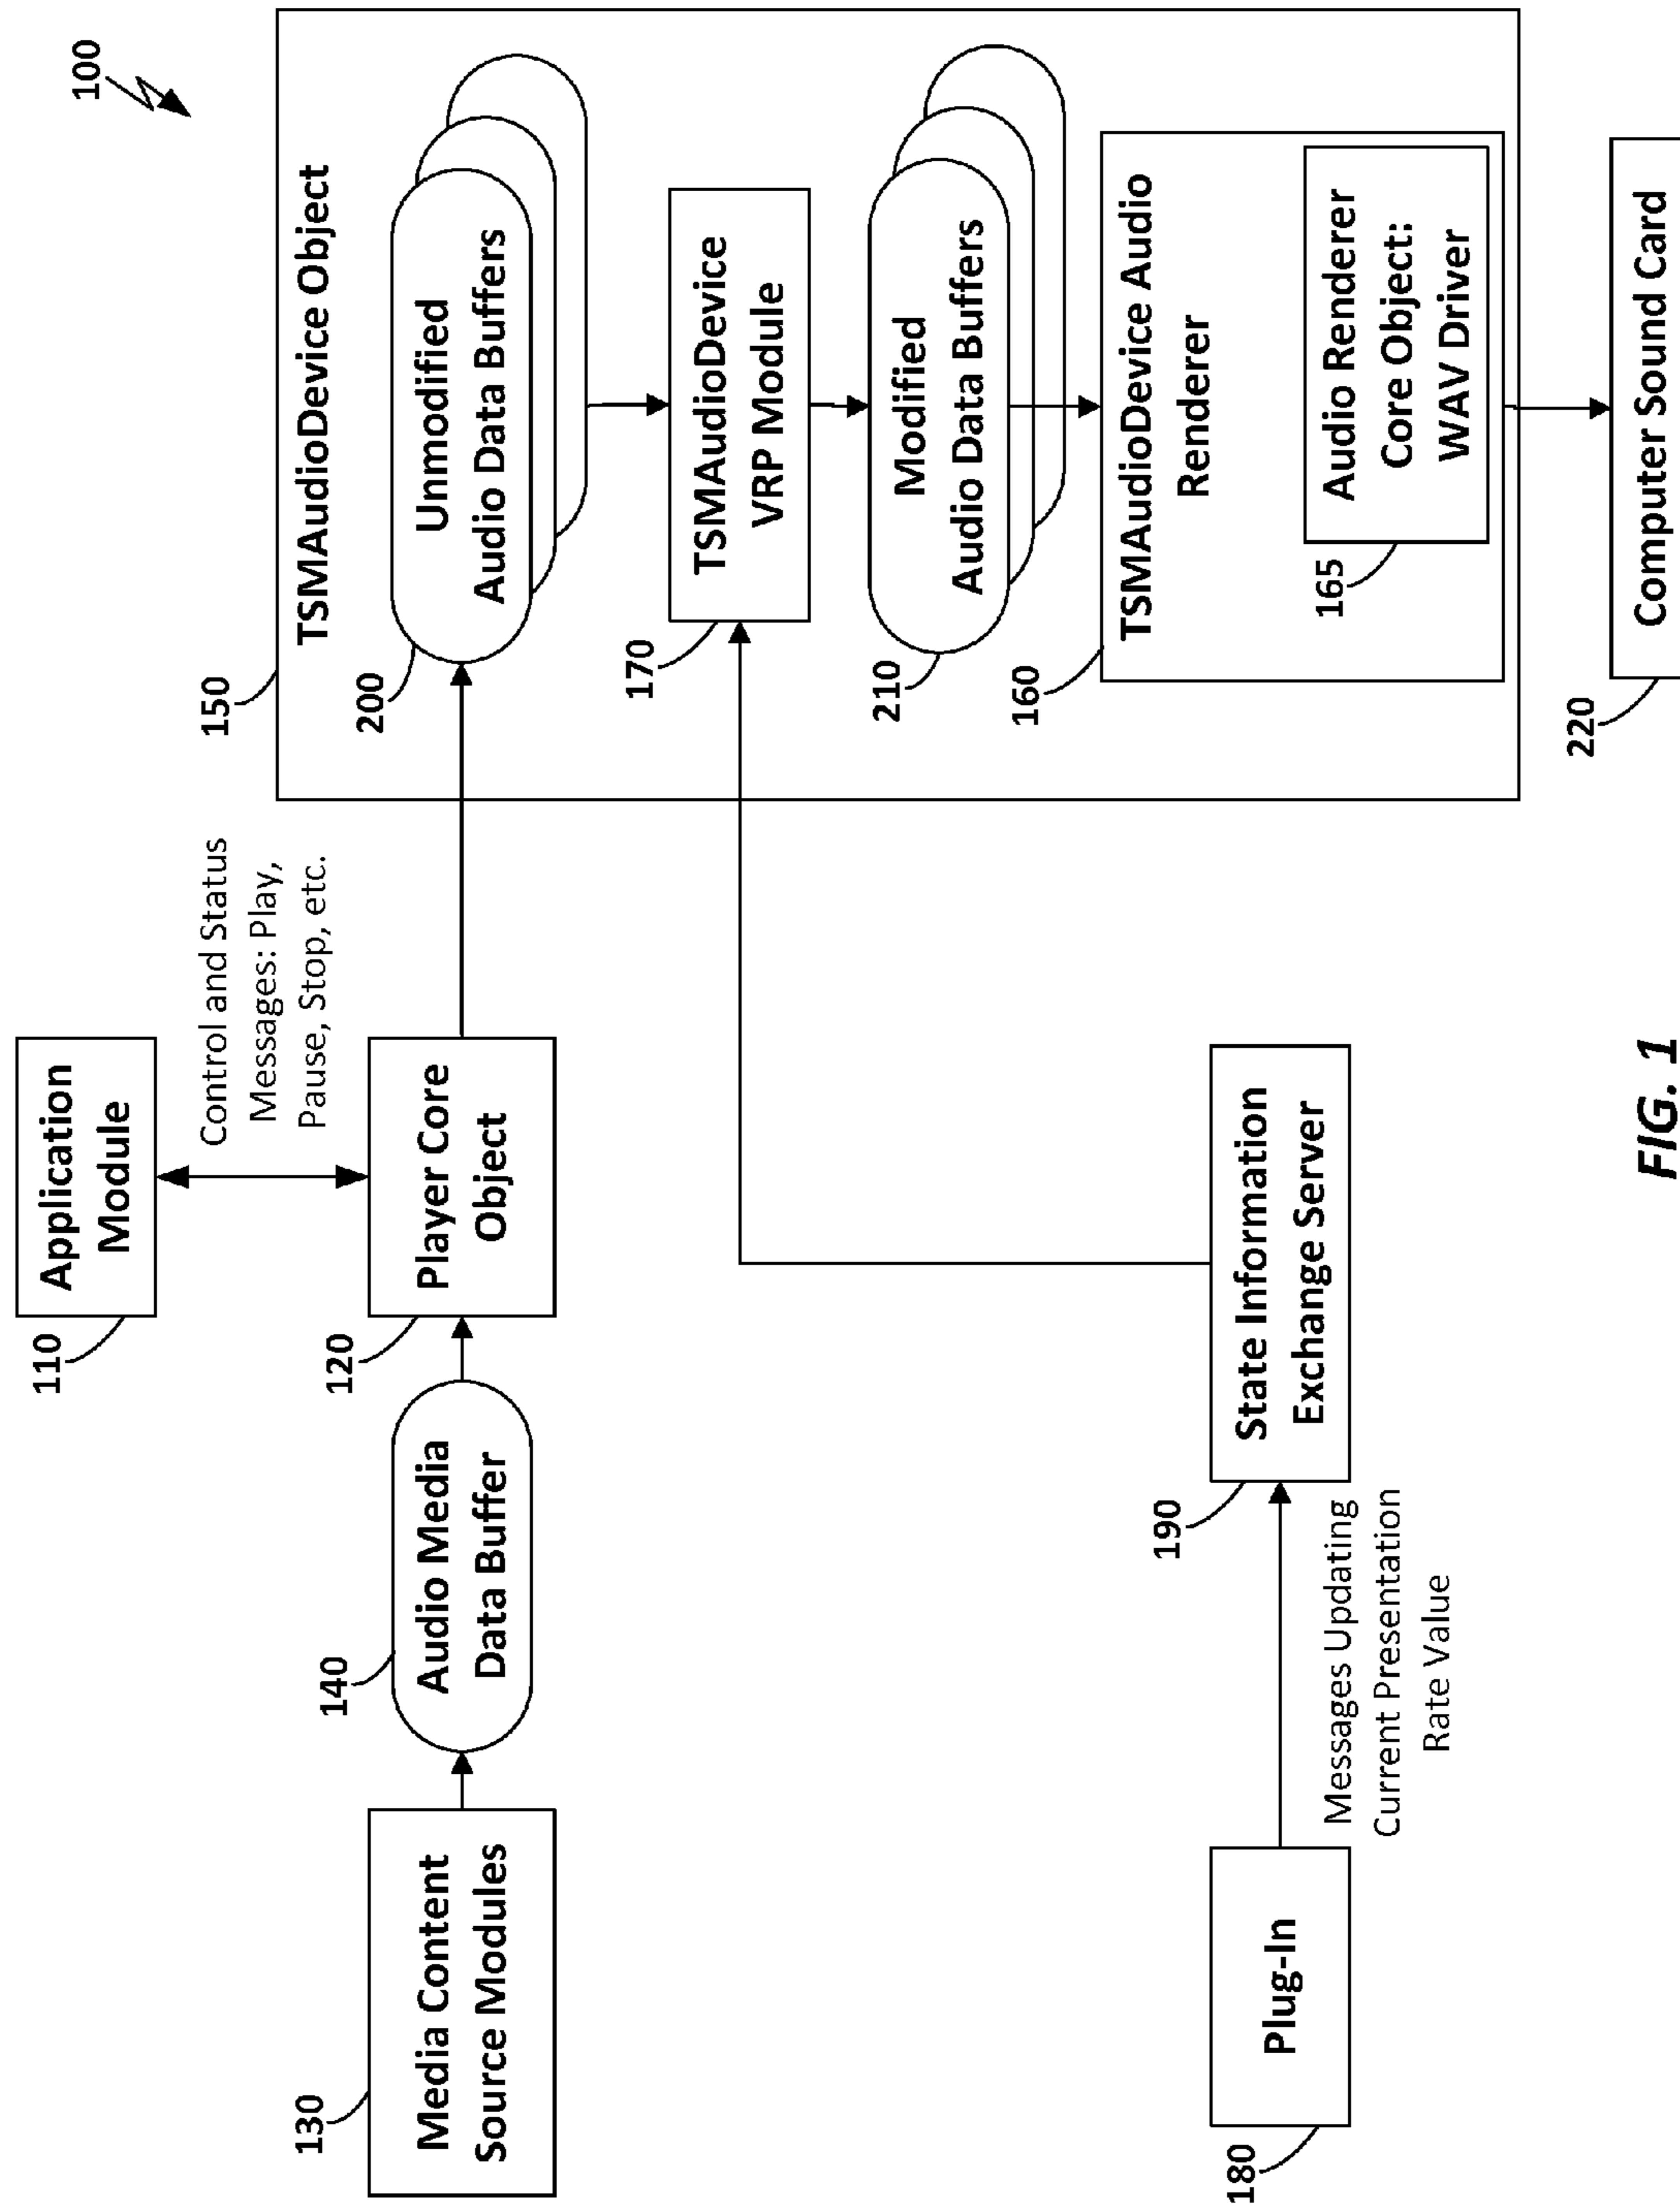 100
110
Application
Module
Control and Status
Messages: Play,
Pause, Stop, etc.
130
Media Content
Source Modules
140
Audio Media
Data Buffer
120
Player Core
Object
150
TSMAudioDevice Object
200
Unmodified
Audio Data Buffers
170
TSMAudioDevice
VRP Module
210
Modified
Audio Data Buffers
160
TSMAudioDevice Audio
Renderer
165
Audio Renderer
Core Object:
WAV Driver
180
Plug-In
Messages Updating
Current Presentation
Rate Value
190
State Information
Exchange Server
220
Computer Sound Card
FIG. 1